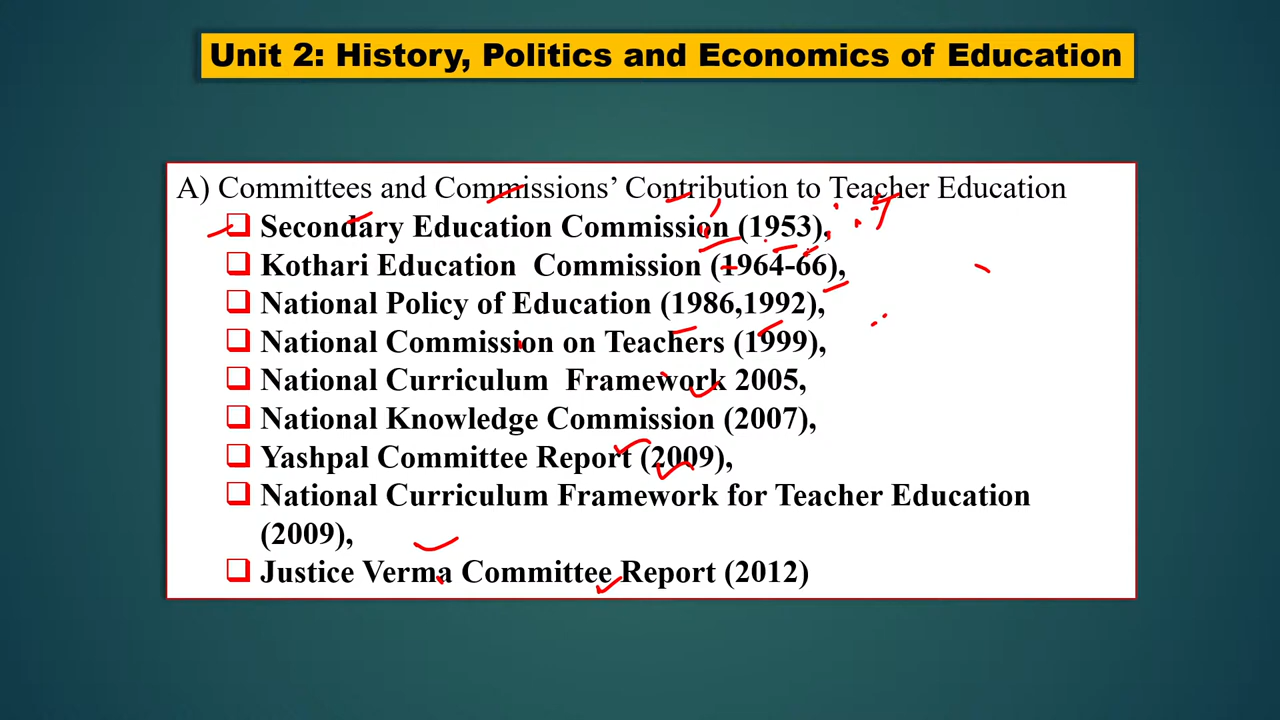 Unit 2: History, Politics and Economics of Education
A) Committees and Commissions’ Contribution to Teacher Education
Secondary Education Commission (1953),
Kothari Education Commission (1964-66),
National Policy of Education (1986,1992),
National Commission on Teachers (1999),
National Curriculum Framework 2005,
National Knowledge Commission (2007),
Yashpal Committee Report (2009),
National Curriculum Framework for Teacher Education
(2009),
Justice Verma Committee Report (2012)